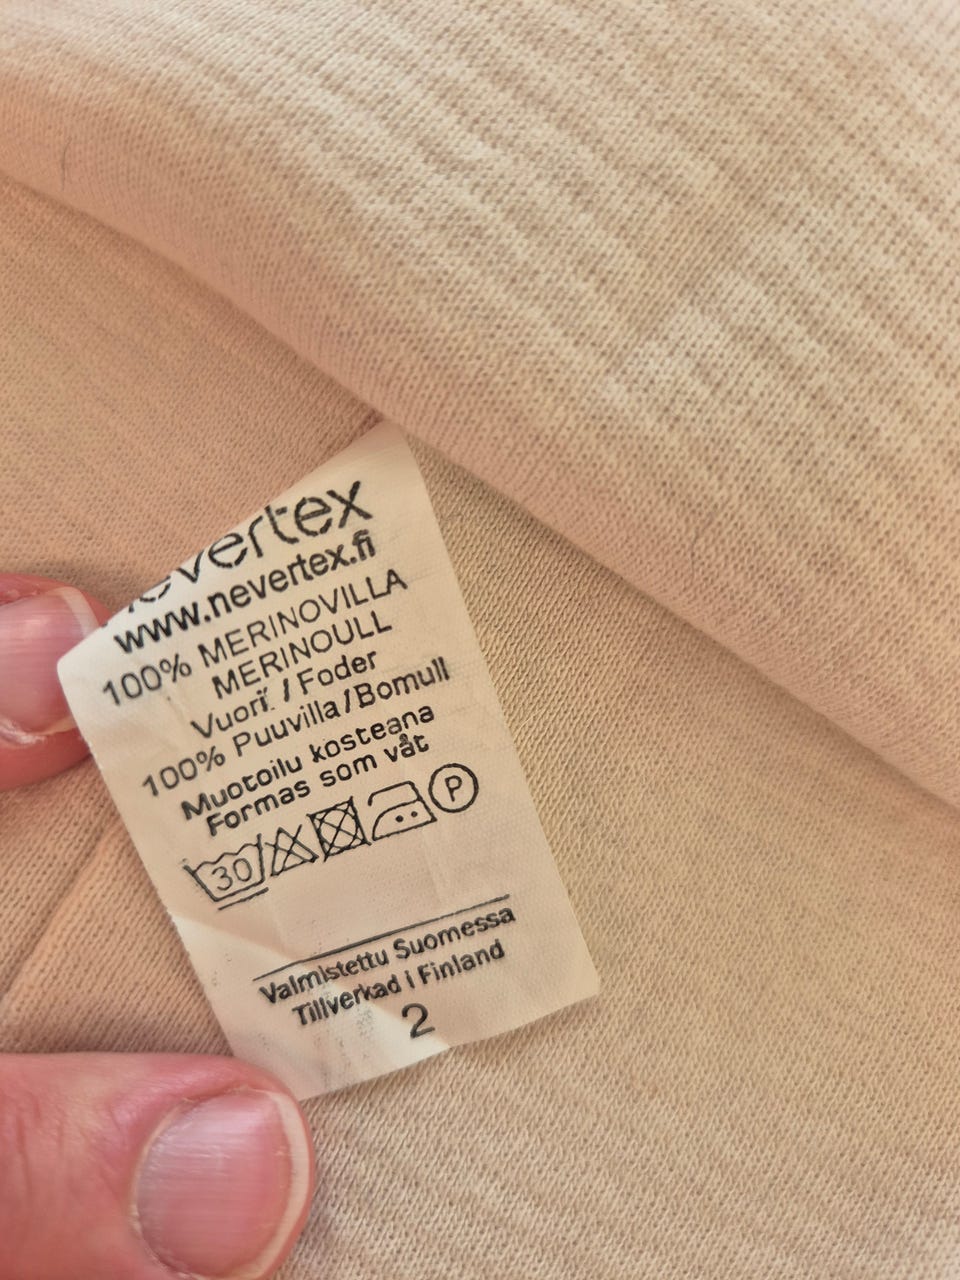 nevertex
www.nevertex.fi
100% MERINOVILLA
MERINOULL
Vuori / Foder
100% Puuvilla/Bomull
Muotoilu kosteana
Formas som våt
30 P
Valmistettu Suomessa
Tillverkad i Finland
2